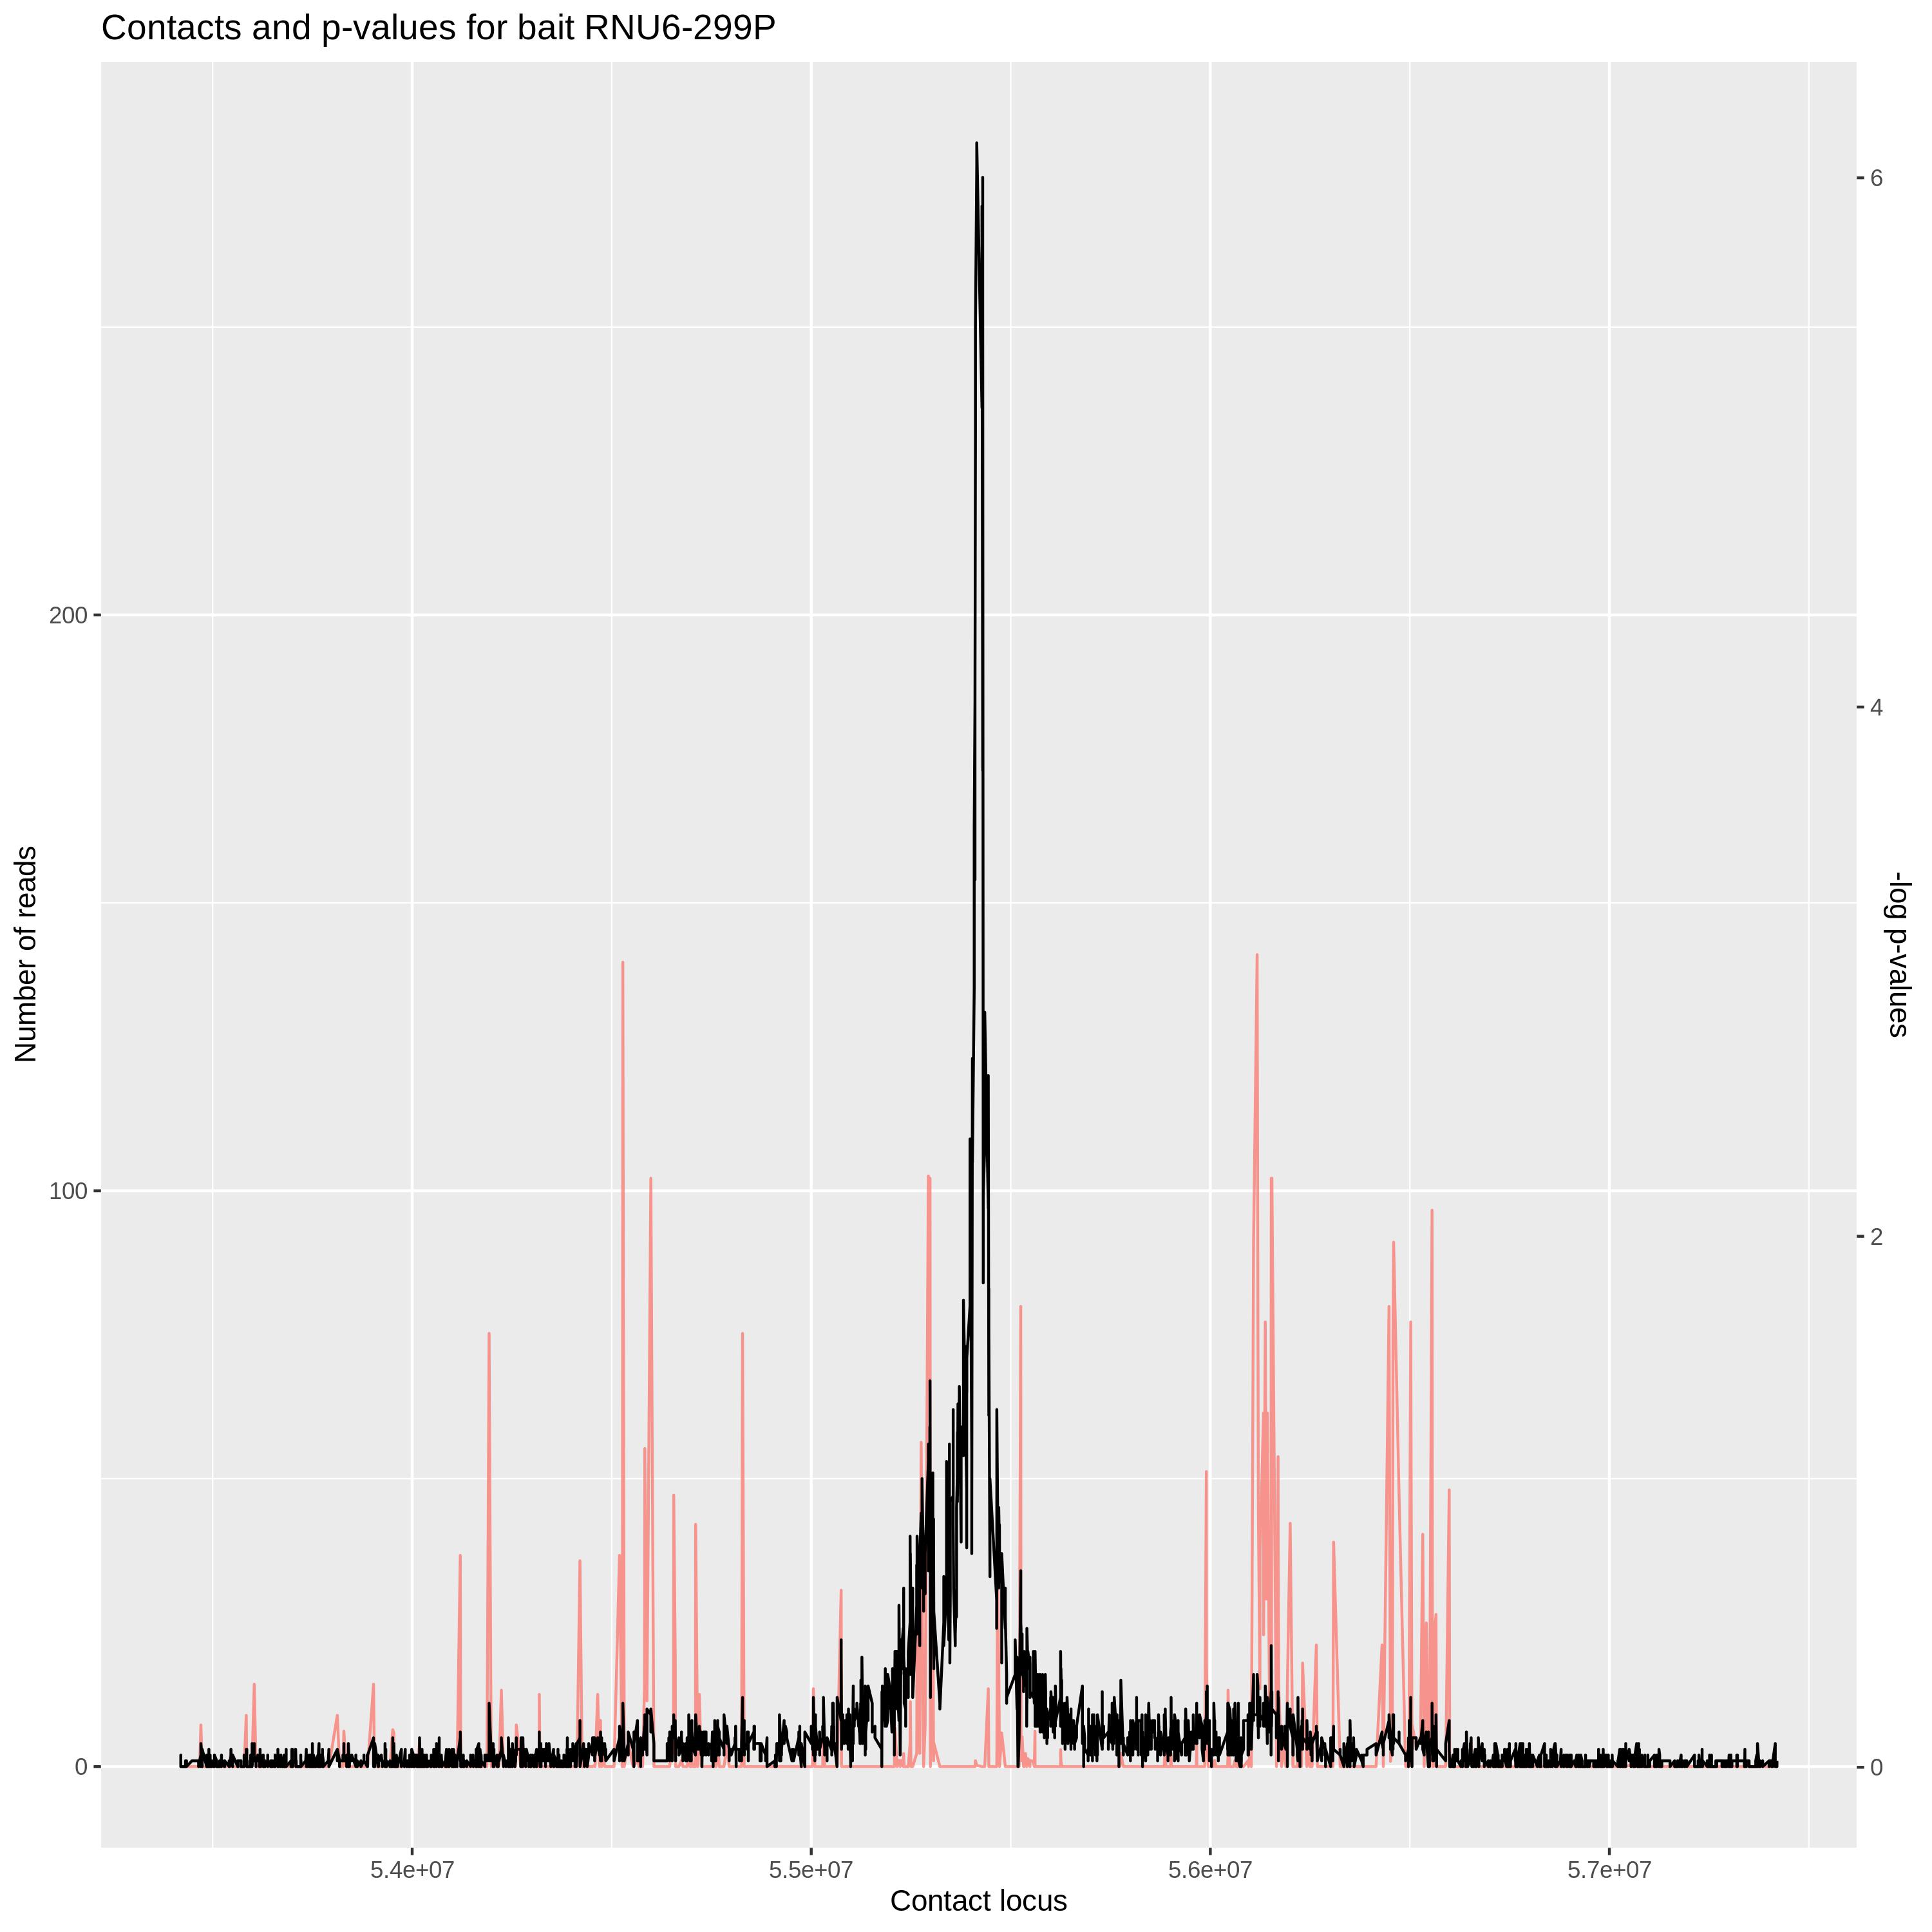 Contacts and p-values for bait RNU6-299P
Number of reads
200
100
0
6
4
2
0
-log p-values
5.4e+07
5.5e+07
5.6e+07
5.7e+07
Contact locus